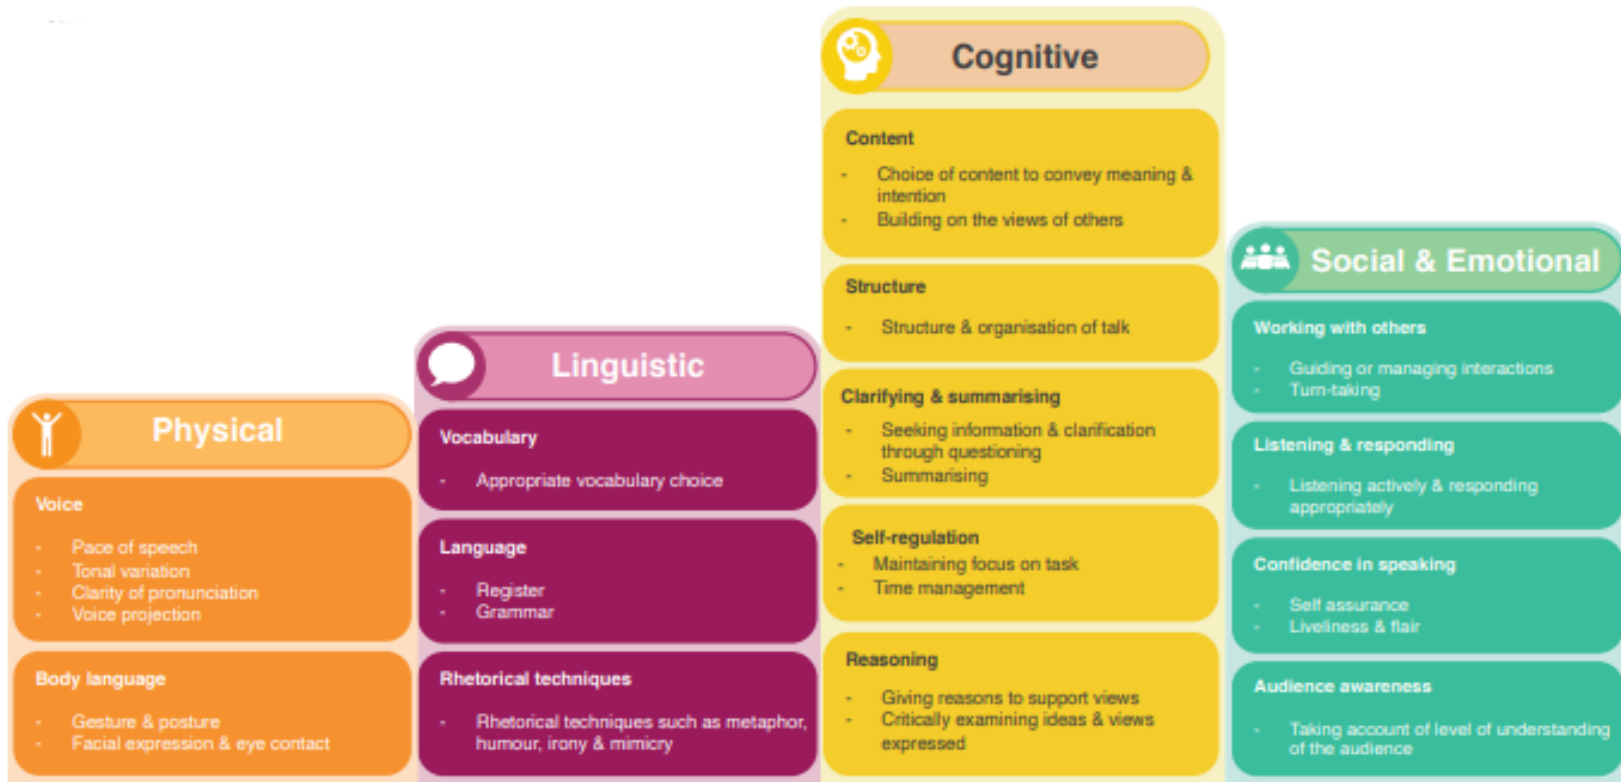 Physical
Voice
- Pace of speech
- Tonal variation
- Clarity of pronunciation
- Voice projection
Body language
- Gesture & posture
- Facial expression & eye contact
Linguistic
Vocabulary
- Appropriate vocabulary choice
Language
- Register
- Grammar
Rhetorical techniques
- Rhetorical techniques such as metaphor,
humour, irony & mimicry
Cognitive
Content
- Choice of content to convey meaning &
intention
- Building on the views of others
Structure
- Structure & organisation of talk
Clarifying & summarising
- Seeking information & clarification
through questioning
- Summarising
Self-regulation
- Maintaining focus on task
- Time management
Reasoning
- Giving reasons to support views
- Critically examining ideas & views
expressed
Social & Emotional
Working with others
- Guiding or managing interactions
- Turn-taking
Listening & responding
- Listening actively & responding
appropriately
Confidence in speaking
- Self assurance
- Liveliness & flair
Audience awareness
- Taking account of level of understanding
of the audience